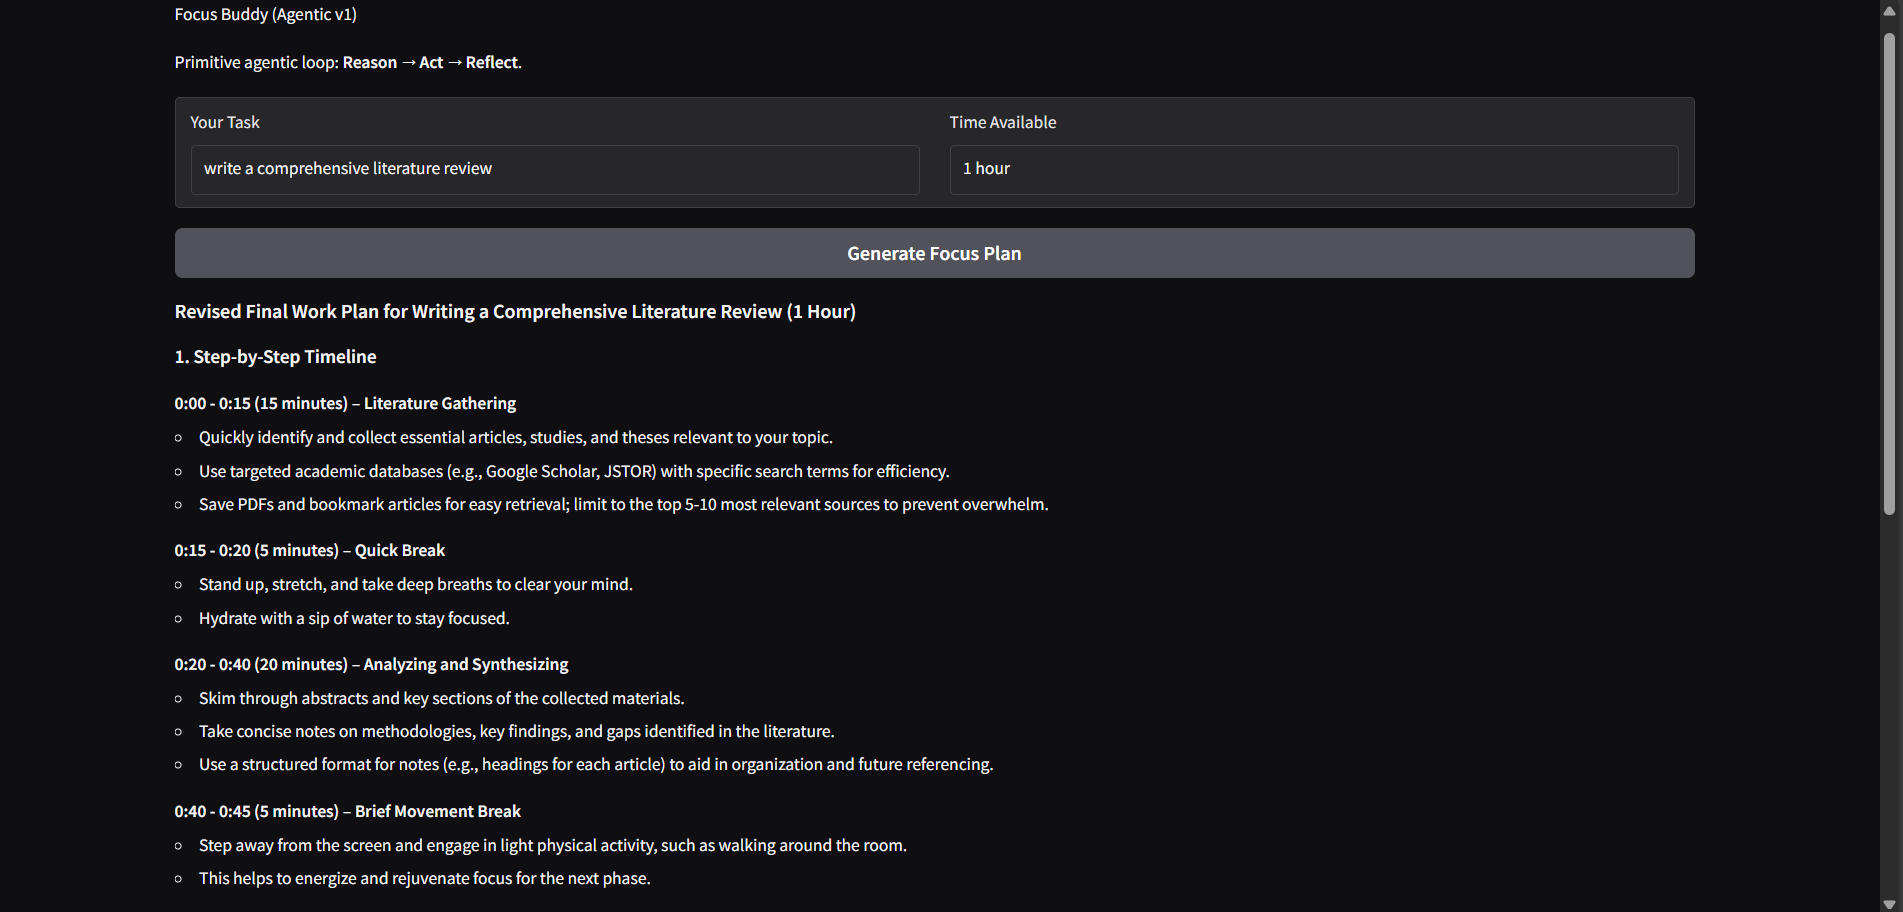 Focus Buddy (Agentic v1)
Primitive agentic loop: Reason → Act → Reflect.
Your Task
Time Available
write a comprehensive literature review
1 hour
Generate Focus Plan
Revised Final Work Plan for Writing a Comprehensive Literature Review (1 Hour)
1. Step-by-Step Timeline
0:00 - 0:15 (15 minutes) – Literature Gathering
Quickly identify and collect essential articles, studies, and theses relevant to your topic.
Use targeted academic databases (e.g., Google Scholar, JSTOR) with specific search terms for efficiency.
Save PDFs and bookmark articles for easy retrieval; limit to the top 5-10 most relevant sources to prevent overwhelm.
0:15 - 0:20 (5 minutes) – Quick Break
Stand up, stretch, and take deep breaths to clear your mind.
Hydrate with a sip of water to stay focused.
0:20 - 0:40 (20 minutes) – Analyzing and Synthesizing
Skim through abstracts and key sections of the collected materials.
Take concise notes on methodologies, key findings, and gaps identified in the literature.
Use a structured format for notes (e.g., headings for each article) to aid in organization and future referencing.
0:40 - 0:45 (5 minutes) – Brief Movement Break
Step away from the screen and engage in light physical activity, such as walking around the room.
This helps to energize and rejuvenate focus for the next phase.